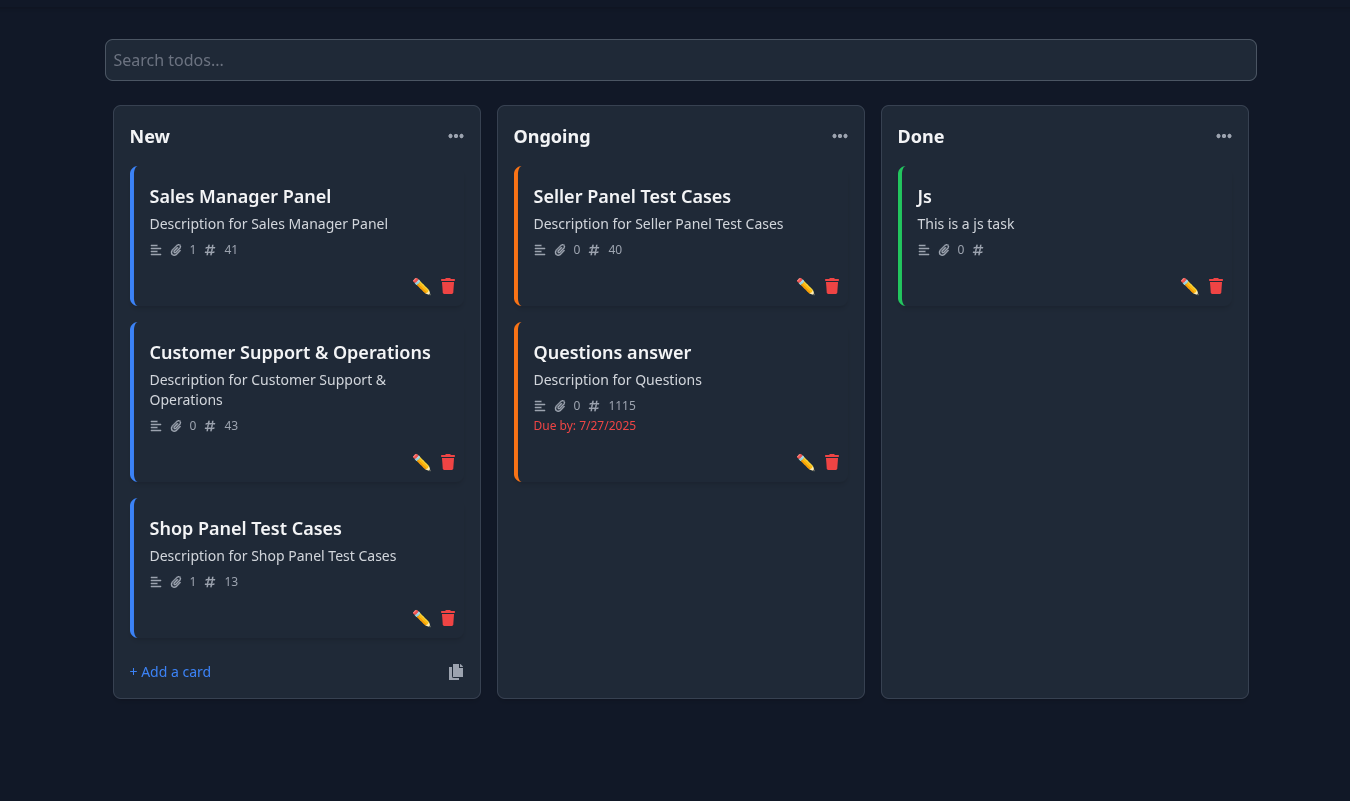 Search todos...
New
Sales Manager Panel
Description for Sales Manager Panel
1 # 41
Customer Support & Operations
Description for Customer Support &
Operations
0 # 43
Shop Panel Test Cases
Description for Shop Panel Test Cases
1 # 13
+ Add a card
Ongoing
Seller Panel Test Cases
Description for Seller Panel Test Cases
0 # 40
Questions answer
Description for Questions
0 # 1115
Due by: 7/27/2025
Done
Js
This is a js task
0 #